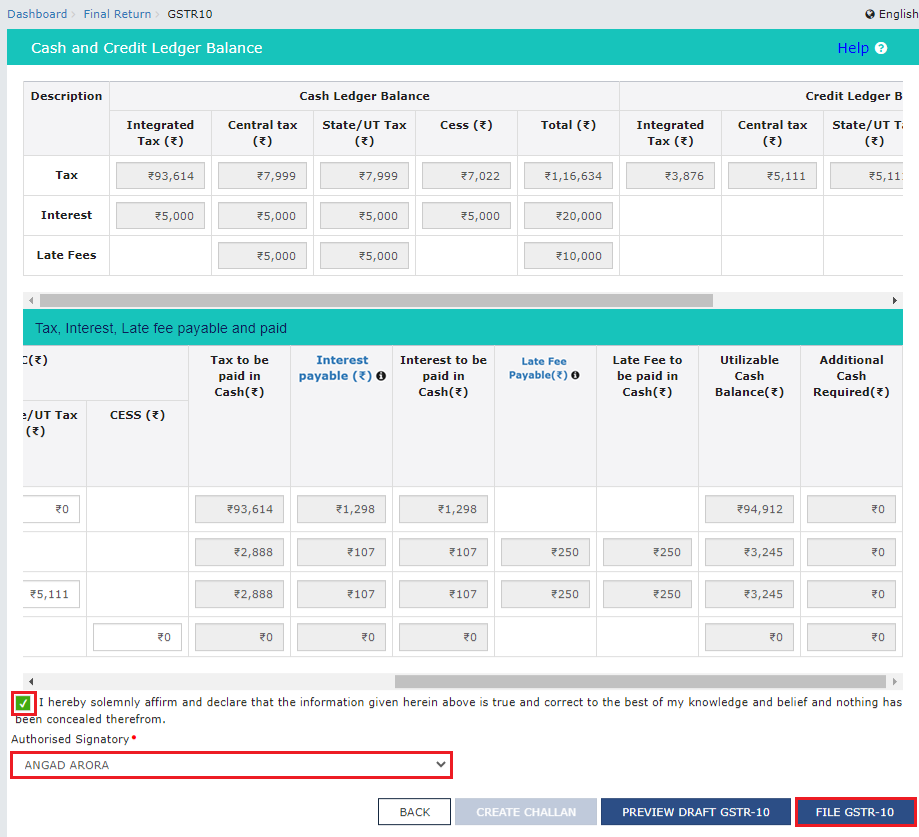 Dashboard › Final Return › GSTR10
English
Cash and Credit Ledger Balance
Help ?
Description Cash Ledger Balance Credit Ledger B
Integrated Tax (₹) Central tax (₹) State/UT Tax (₹) Cess (₹) Total (₹) Integrated Tax (₹) Central tax (₹) State/UT Ta (₹)
Tax ₹93,614 ₹7,999 ₹7,999 ₹7,022 ₹1,16,634 ₹3,876 ₹5,111 ₹5,11
Interest ₹5,000 ₹5,000 ₹5,000 ₹5,000 ₹20,000
Late Fees ₹5,000 ₹5,000 ₹10,000
Tax, Interest, Late fee payable and paid
C(₹) Tax to be paid in Cash(₹) Interest payable (₹) Interest to be paid in Cash(₹) Late Fee Payable(₹) Late Fee to be paid in Cash(₹) Utilizable Cash Balance(₹) Additional Cash Required(₹)
e/UT Tax (₹) CESS (₹)
₹0 ₹93,614 ₹1,298 ₹1,298 ₹94,912 ₹0
₹2,888 ₹107 ₹107 ₹250 ₹250 ₹3,245 ₹0
₹5,111 ₹2,888 ₹107 ₹107 ₹250 ₹250 ₹3,245 ₹0
₹0 ₹0 ₹0 ₹0 ₹0 ₹0
I hereby solemnly affirm and declare that the information given herein above is true and correct to the best of my knowledge and belief and nothing has
been concealed therefrom.
Authorised Signatory•
ANGAD ARORA
BACK CREATE CHALLAN PREVIEW DRAFT GSTR-10 FILE GSTR-10